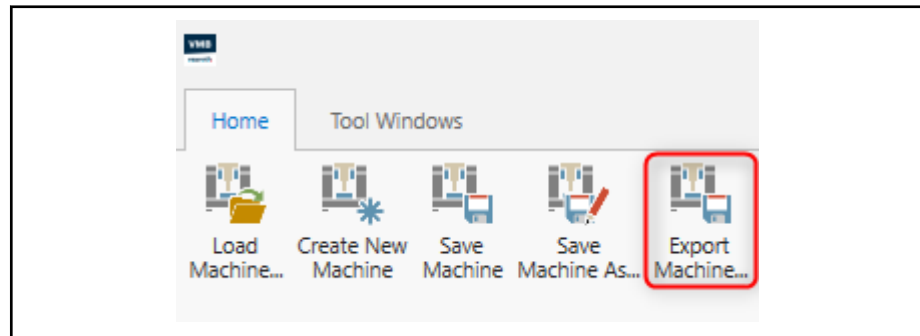 VMB
Home Tool Windows
Load Create New Save Save Export
Machine... Machine Machine Machine As... Machine...